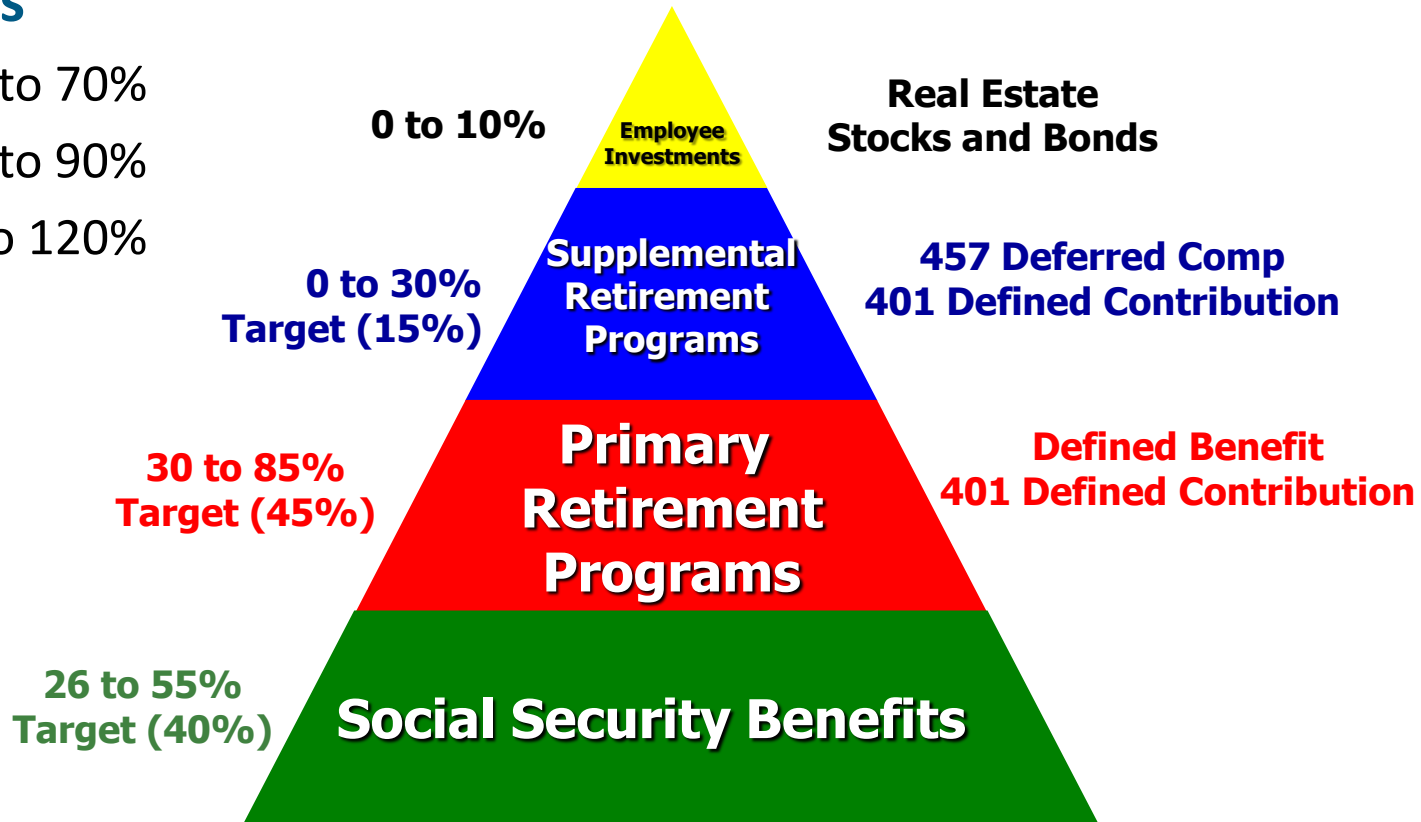 s
to 70%
to 90%
o 120%
0 to 10%
Employee
Investments
Real Estate
Stocks and Bonds
0 to 30%
Target (15%)
Supplemental
Retirement
Programs
457 Deferred Comp
401 Defined Contribution
30 to 85%
Target (45%)
Primary
Retirement
Programs
Defined Benefit
401 Defined Contribution
26 to 55%
Target (40%)
Social Security Benefits